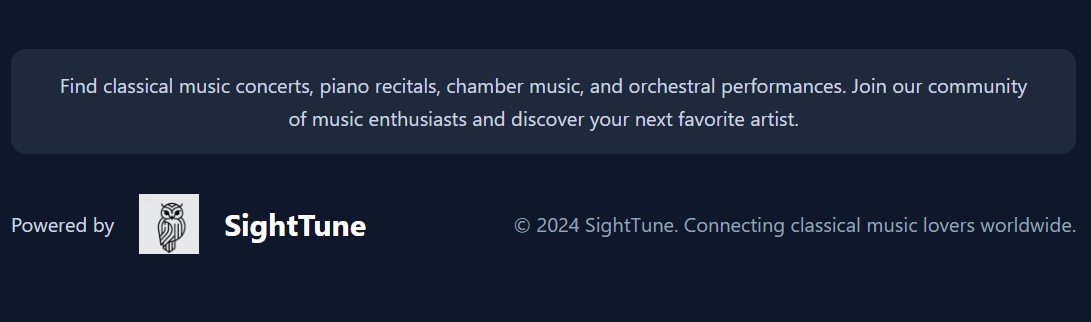 Find classical music concerts, piano recitals, chamber music, and orchestral performances. Join our community
of music enthusiasts and discover your next favorite artist.
Powered by SightTune © 2024 SightTune. Connecting classical music lovers worldwide.